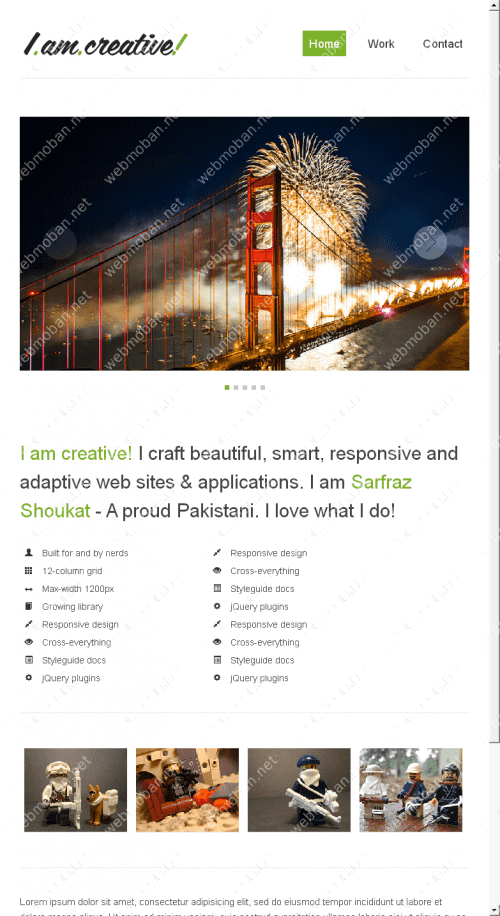 I.am.creative!
Home Work Contact
I am creative! I craft beautiful, smart, responsive and
adaptive web sites & applications. I am Sarfraz
Shoukat - A proud Pakistani. I love what I do!
Built for and by nerds
12-column grid
Max-width 1200px
Growing library
Responsive design
Cross-everything
Styleguide docs
jQuery plugins
Responsive design
Cross-everything
Styleguide docs
jQuery plugins
Responsive design
Cross-everything
Styleguide docs
jQuery plugins
Lorem ipsum dolor sit amet, consectetur adipisicing elit, sed do eiusmod tempor incididunt ut labore et
webmoban.net